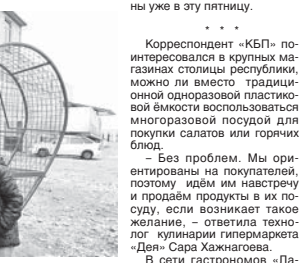 ны уже в эту пятницу.
* * *
Корреспондент «КБП» по-
интересовался в крупных ма-
газинах столицы республики,
можно ли вместо традици-
онной одноразовой пластико-
вой ёмкости воспользоваться
многоразовой посудой для
покупки салатов или горячих
блюд.
– Без проблем. Мы ори-
ентированы на покупателей,
поэтому идём им навстречу
и продаём продукты в их по-
суду, если возникает такое
желание, – ответила техно-
лог кулинарии гипермаркета
«Дея» Сара Хажнагоева.
В сети гастрономов «Па-